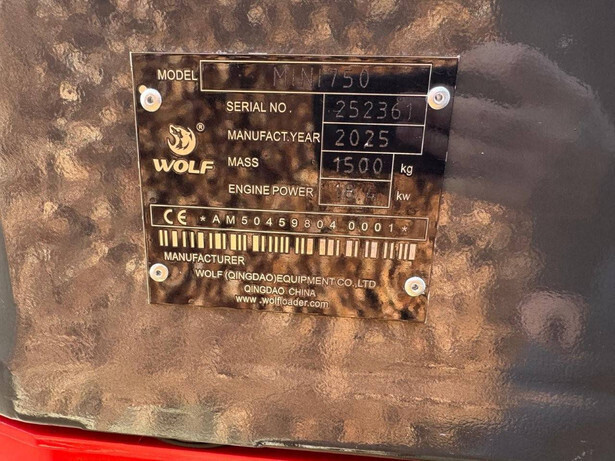 MODEL MINI750
SERIAL NO. 252361
®
WOLF
MANUFACT.YEAR 2025
MASS 1500 kg
ENGINE POWER kw
CE *AM50459804 0001*
MANUFACTURER
WOLF (QINGDAO)EQUIPMENT CO.,LTD
QINGDAO CHINA
www.wolfloader.com